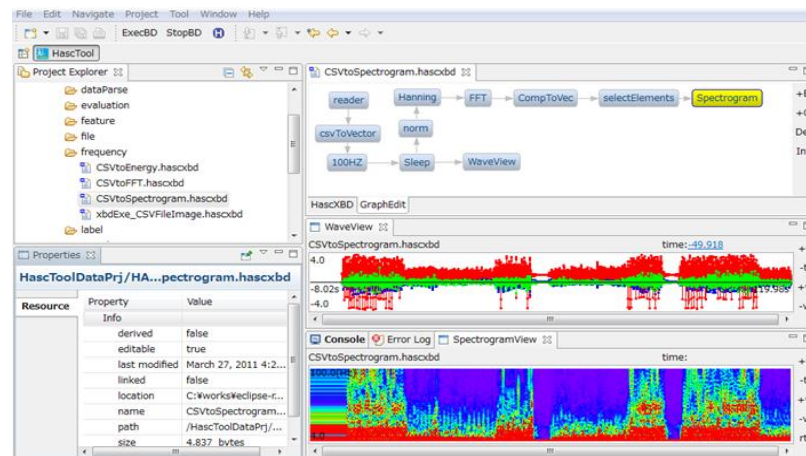 File Edit Navigate Project Tool Window Help
ExecBD StopBD
HascTool
Project Explorer
dataParse
evaluation
feature
file
frequency
CSVtoEnergy.hascxbd
CSVtoFFT.hascxbd
CSVtoSpectrogram.hascxbd
xbdExe_CSVFileImage.hascxbd
label
Properties
HascToolDataPrj/HA...pectrogram.hascxbd
Resource
Property Value
Info
derived false
editable true
last modified March 27, 2011 4:2...
linked false
location C:¥works¥eclipse-r...
name CSVtoSpectrogram...
path /HascToolDataPrj/...
size 4.837 bytes
CSVtoSpectrogram.hascxbd
reader Hanning FFT CompToVec selectElements Spectrogram
csvToVector norm
100HZ Sleep WaveView
HascXBD GraphEdit
WaveView
CSVtoSpectrogram.hascxbd time:-49.918
4.0
-8.02s
-4.0
Console Error Log SpectrogramView
CSVtoSpectrogram.hascxbd time: